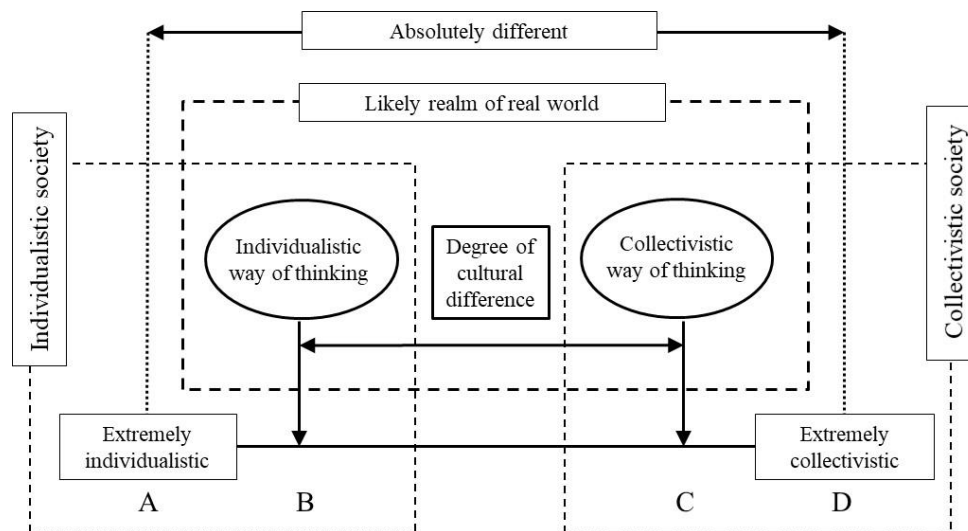 Absolutely different
Likely realm of real world
Individualistic society
Individualistic
way of thinking
Degree of
cultural
difference
Collectivistic
way of thinking
Collectivistic society
Extremely
individualistic
Extremely
collectivistic
A
B
C
D